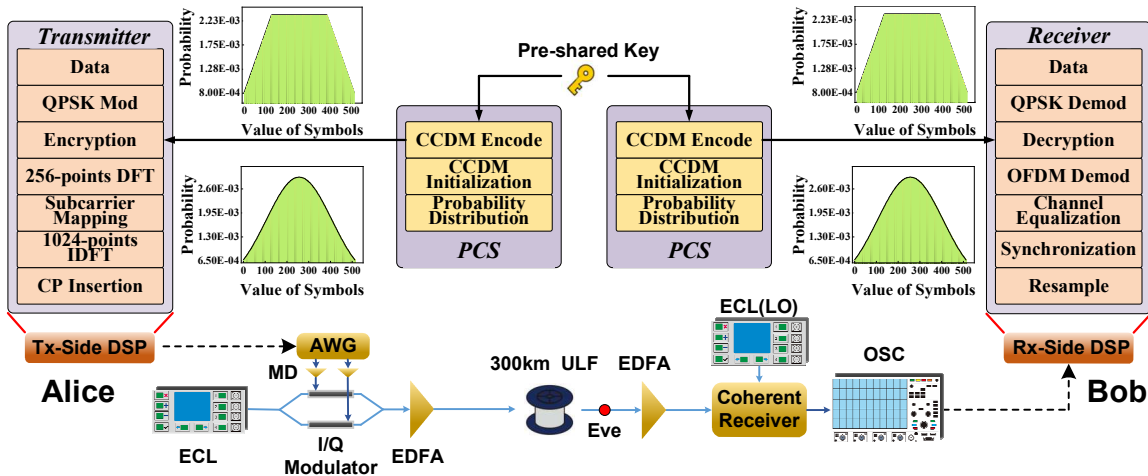 Transmitter
Data
QPSK Mod
Encryption
256-points DFT
Subcarrier
Mapping
1024-points
IDFT
CP Insertion
Tx-Side DSP
Alice
Probability
2.23E-03
1.75E-03
1.28E-03
8.00E-04
0 100 200 300 400 500
Value of Symbols
Probability
2.60E-03
1.95E-03
1.30E-03
6.50E-04
0 100 200 300 400 500
Value of Symbols
Pre-shared Key
CCDM Encode
CCDM
Initialization
Probability
Distribution
PCS
CCDM Encode
CCDM
Initialization
Probability
Distribution
PCS
Probability
2.23E-03
1.75E-03
1.28E-03
8.00E-04
0 100 200 300 400 500
Value of Symbols
Probability
2.60E-03
1.95E-03
1.30E-03
6.50E-04
0 100 200 300 400 500
Value of Symbols
Receiver
Data
QPSK Demod
Decryption
OFDM Demod
Channel
Equalization
Synchronization
Resample
Rx-Side DSP
Bob
AWG
MD
ECL
I/Q
Modulator
EDFA
300km ULF
Eve
EDFA
ECL(LO)
Coherent
Receiver
OSC